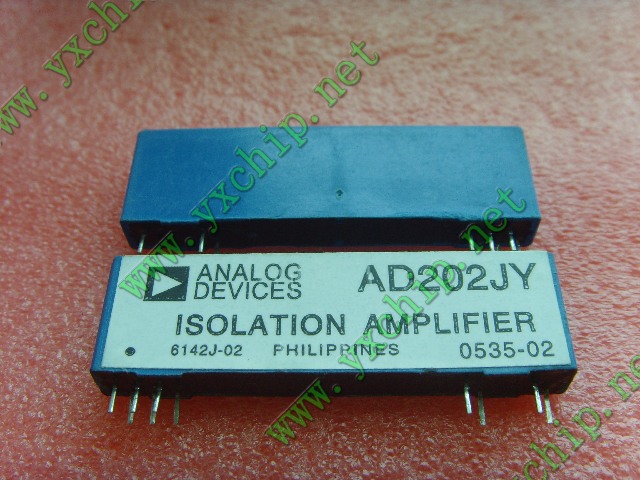 www.yxchip.net
www.yxchip.net
ANALOG
DEVICES
AD202JY
ISOLATION AMPLIFIER
6142J-02 PHILIPPINES 0535-02
www.yxchip.net